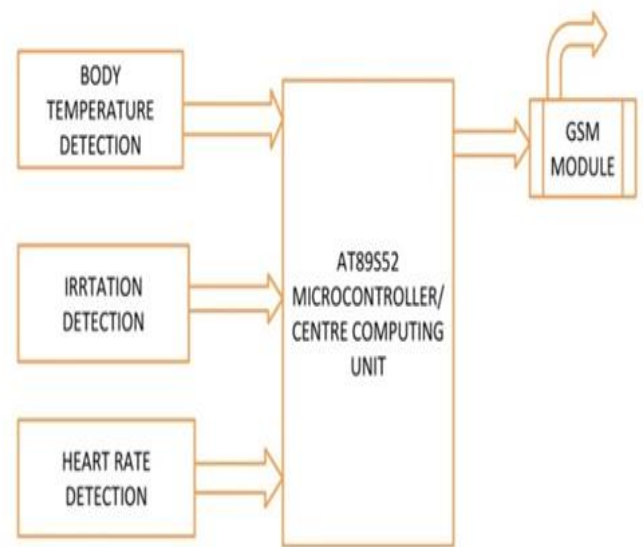 BODY
TEMPERATURE
DETECTION
IRRTATION
DETECTION
HEART RATE
DETECTION
AT89S52
MICROCONTROLLER/
CENTRE COMPUTING
UNIT
GSM
MODULE